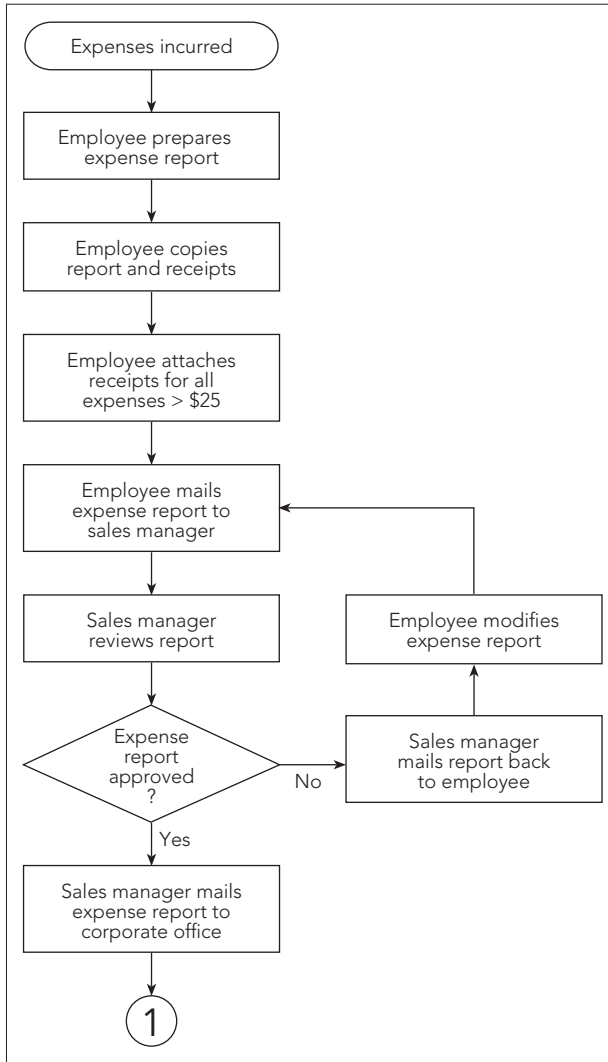 Expenses incurred
Employee prepares
expense report
Employee copies
report and receipts
Employee attaches
receipts for all
expenses > $25
Employee mails
expense report to
sales manager
Sales manager
reviews report
Employee modifies
expense report
Expense
report
approved
?
No
Sales manager
mails report back
to employee
Yes
Sales manager mails
expense report to
corporate office
1